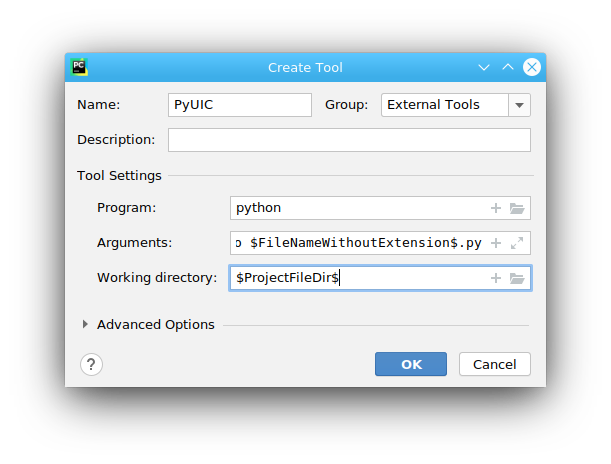 PC
Create Tool
Name: PyUIC Group: External Tools
Description:
Tool Settings
Program: python
Arguments: o $FileNameWithoutExtension$.py
Working directory: $ProjectFileDir$
Advanced Options
? OK Cancel